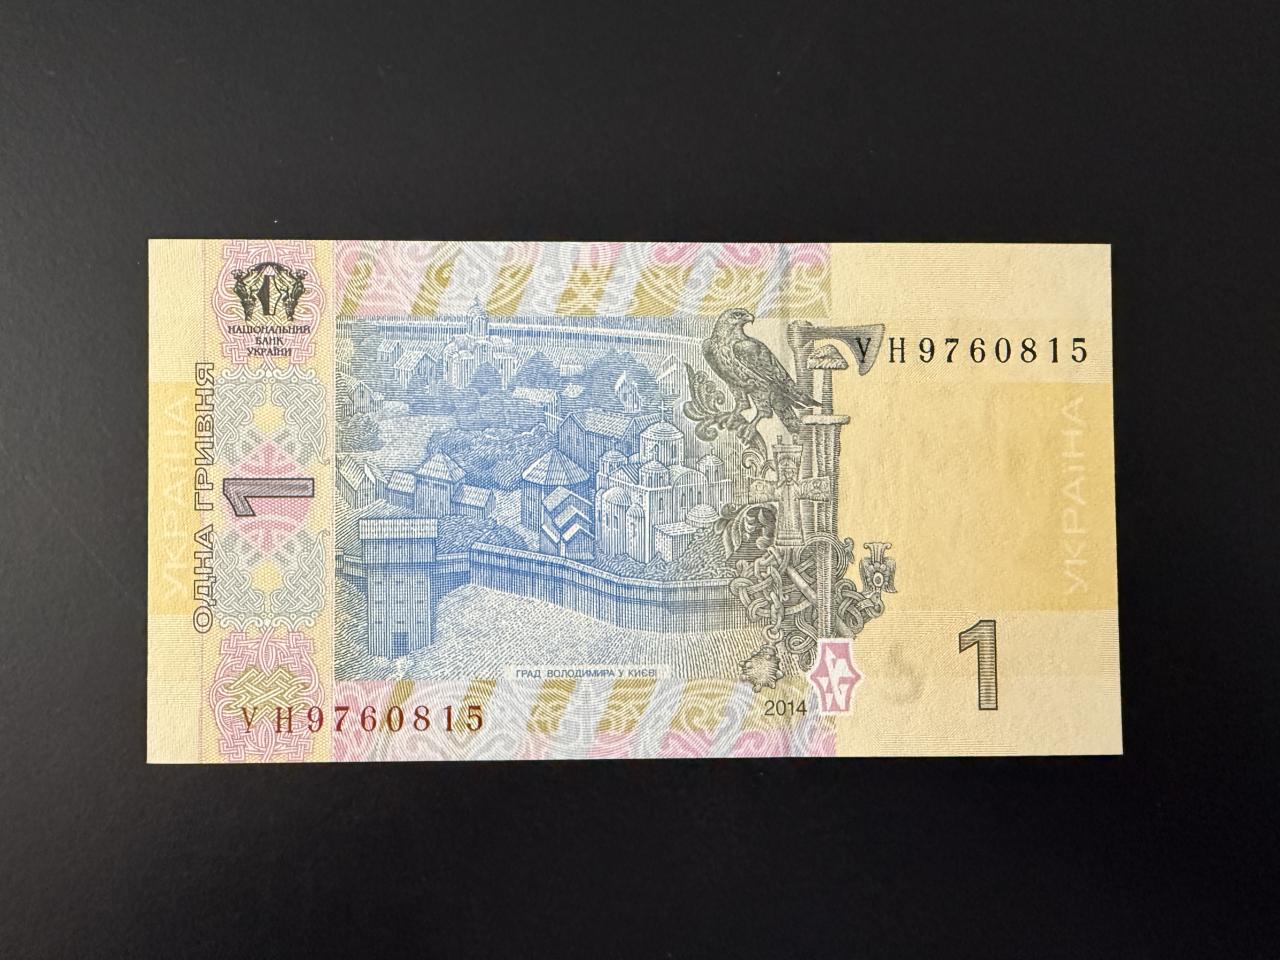 НАЦІОНАЛЬНИЙ
БАНК
УКРАЇНИ
УН9760815
УКРАЇНА
ОДНА ГРИВНЯ
1
УКРАЇНА
ГРАД ВОЛОДИМИРА У КИЄВІ
1
2014
УН9760815